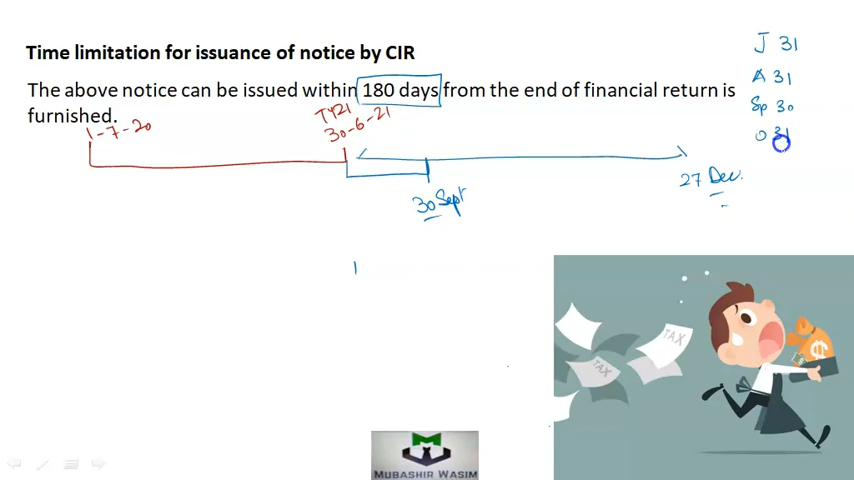 Time limitation for issuance of notice by CIR
The above notice can be issued within 180 days from the end of financial return is
furnished.
TY21
1-7-20
30-6-21
30 Sept
27 Dec.
J 31
A 31
Sp 30
O 31
TAX
TAX
MUBASHIR WASIM